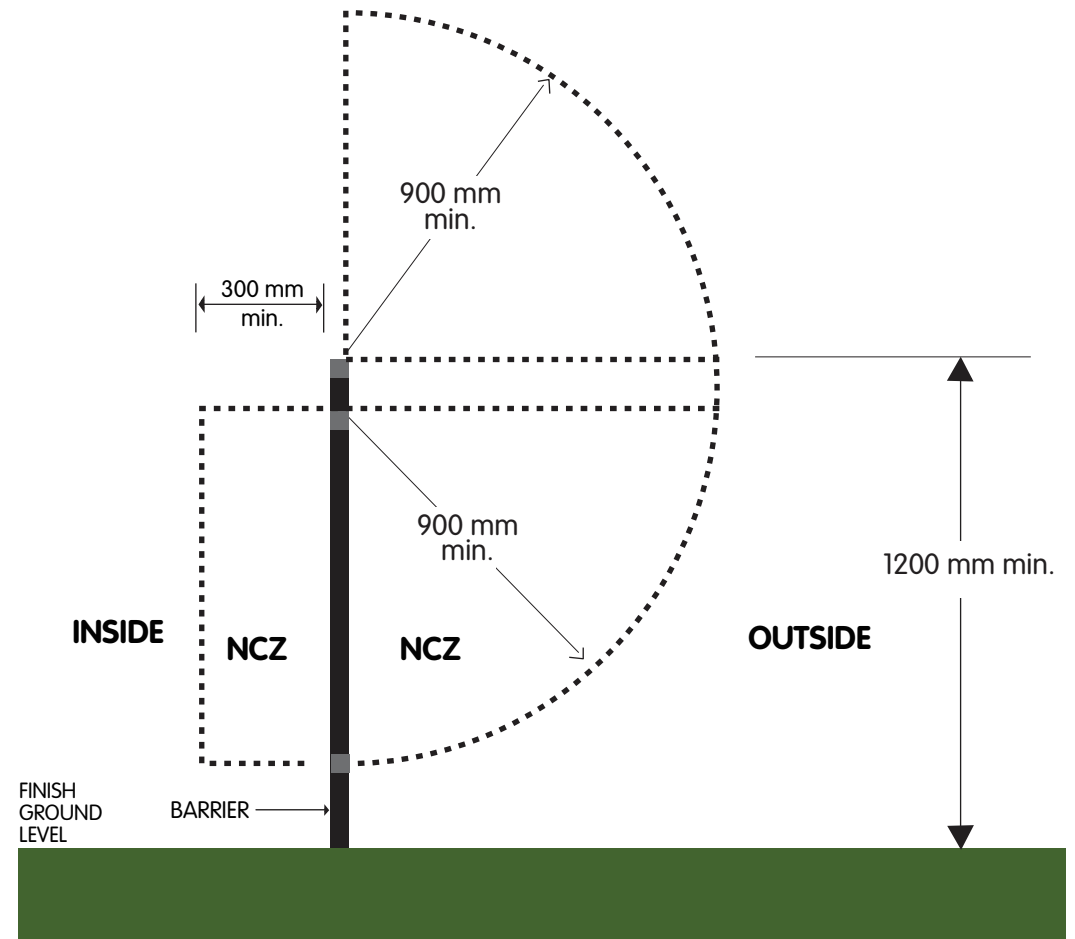 900 mm
min.
300 mm
min.
900 mm
min.
1200 mm min.
INSIDE
NCZ
NCZ
OUTSIDE
FINISH
GROUND
LEVEL
BARRIER